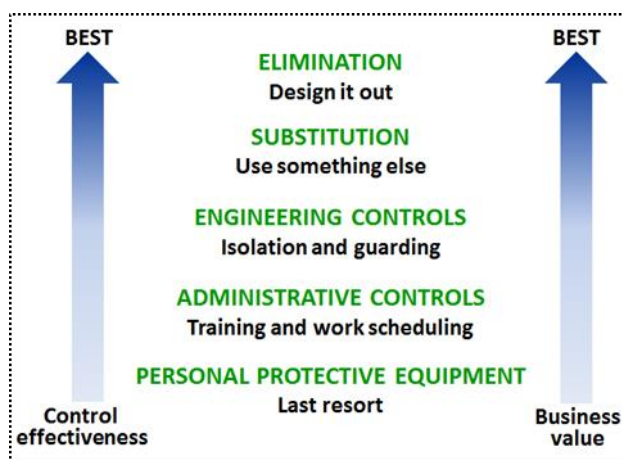 BEST
BEST
ELIMINATION
Design it out
SUBSTITUTION
Use something else
ENGINEERING CONTROLS
Isolation and guarding
ADMINISTRATIVE CONTROLS
Training and work scheduling
PERSONAL PROTECTIVE EQUIPMENT
Last resort
Control
effectiveness
Business
value